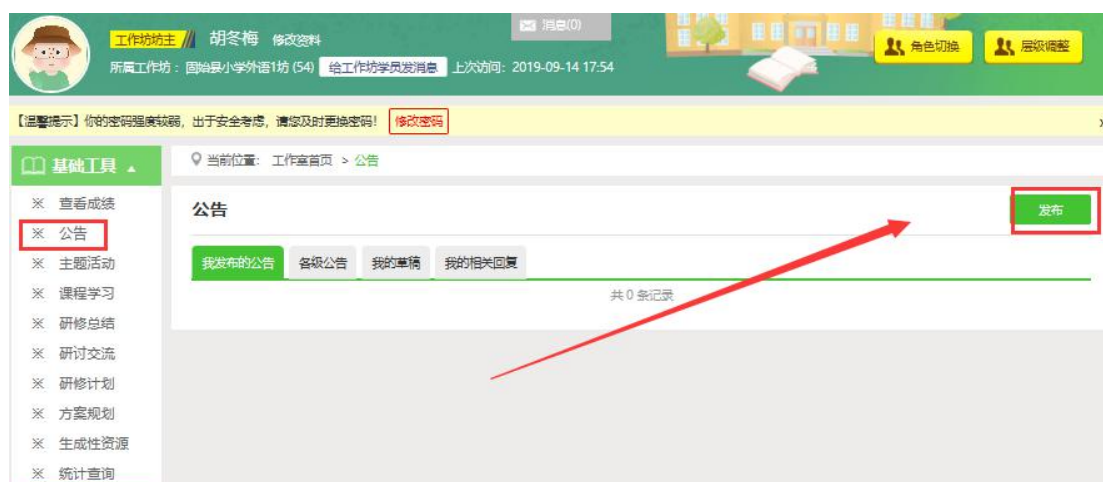 消息(0)
工作坊坊主 胡冬梅 修改资料
角色切换 层级调整
所属工作坊：固始县小学外语1坊 (54) 给工作坊学员发消息 上次访问：2019-09-14 17:54
【温馨提示】你的密码强度较弱，出于安全考虑，请您及时更换密码！ 修改密码
基础工具
当前位置： 工作室首页 > 公告
※ 查看成绩
公告 发布
※ 公告
※ 主题活动
我发布的公告 各级公告 我的草稿 我的相关回复
※ 课程学习
共 0 条记录
※ 研修总结
※ 研讨交流
※ 研修计划
※ 方案规划
※ 生成性资源
※ 统计查询